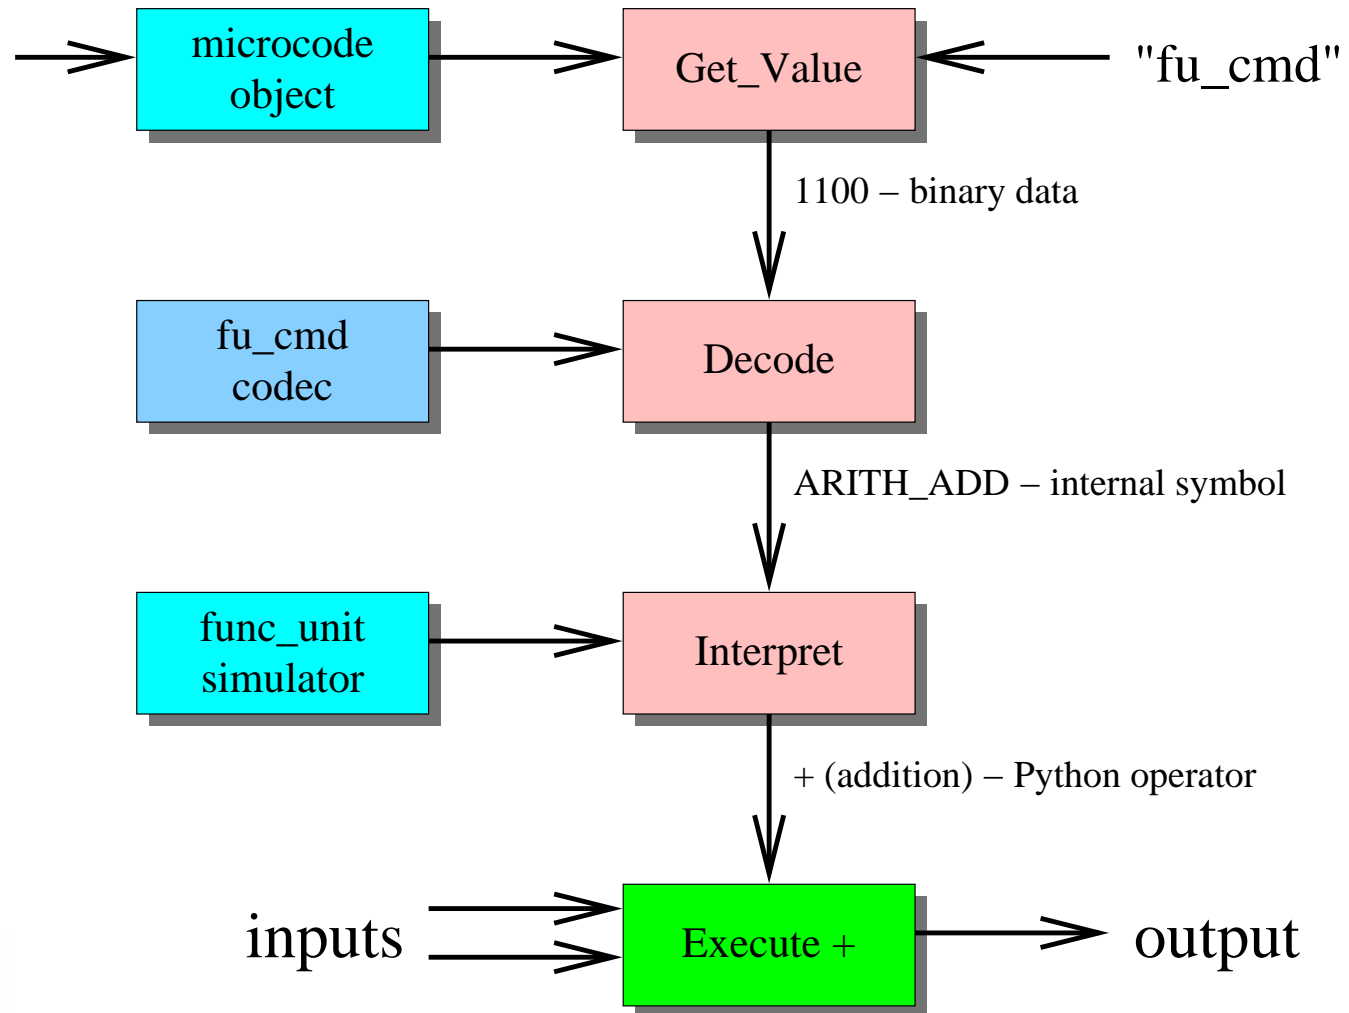 microcode
object
Get_Value
"fu_cmd"
1100 – binary data
fu_cmd
codec
Decode
ARITH_ADD – internal symbol
func_unit
simulator
Interpret
+ (addition) – Python operator
inputs
Execute +
output